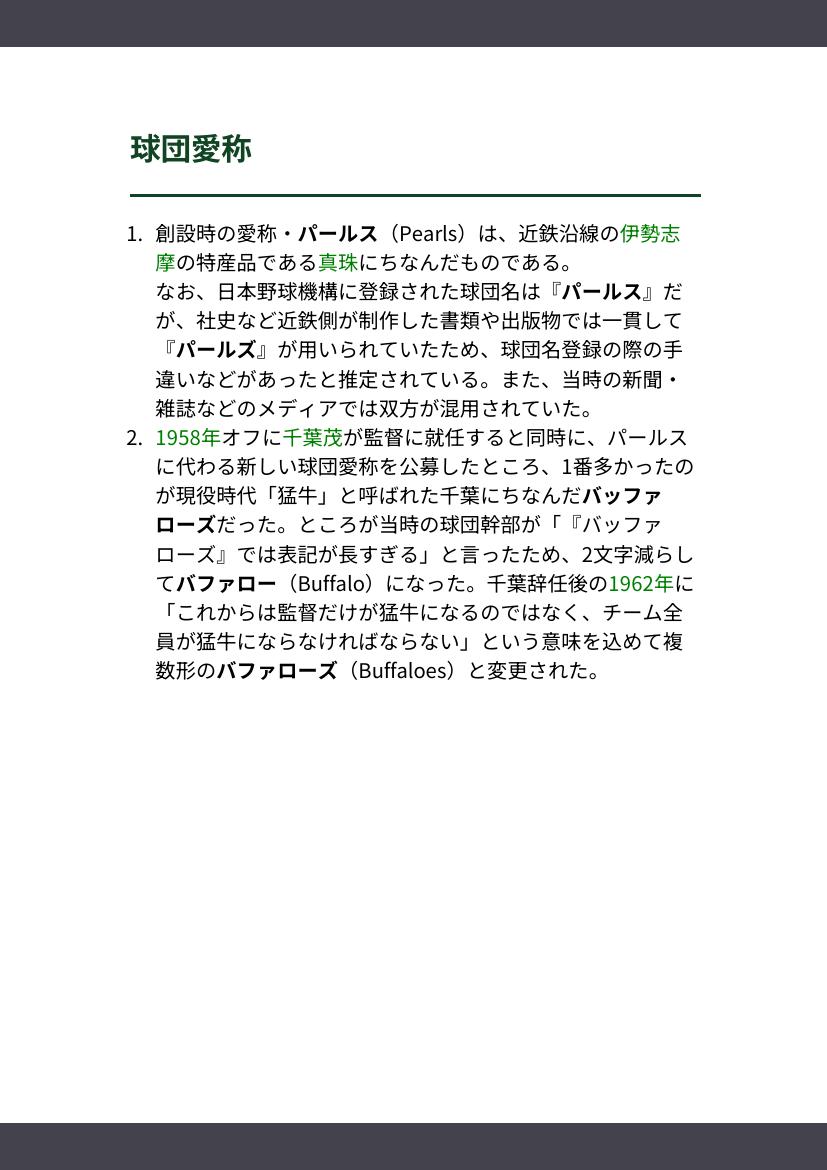 球団愛称
1. 創設時の愛称・パールス（Pearls）は、近鉄沿線の伊勢志
摩の特産品である真珠にちなんだものである。
なお、日本野球機構に登録された球団名は『パールス』だ
が、社史など近鉄側が制作した書類や出版物では一貫して
『パールズ』が用いられていたため、球団名登録の際の手
違いなどがあったと推定されている。また、当時の新聞・
雑誌などのメディアでは双方が混用されていた。
2. 1958年オフに千葉茂が監督に就任すると同時に、パールス
に代わる新しい球団愛称を公募したところ、1番多かったの
が現役時代「猛牛」と呼ばれた千葉にちなんだバッファ
ローズだった。ところが当時の球団幹部が「『バッファ
ローズ』では表記が長すぎる」と言ったため、2文字減らし
てバファロー（Buffalo）になった。千葉辞任後の1962年に
「これからは監督だけが猛牛になるのではなく、チーム全
員が猛牛にならなければならない」という意味を込めて複
数形のバファローズ（Buffaloes）と変更された。